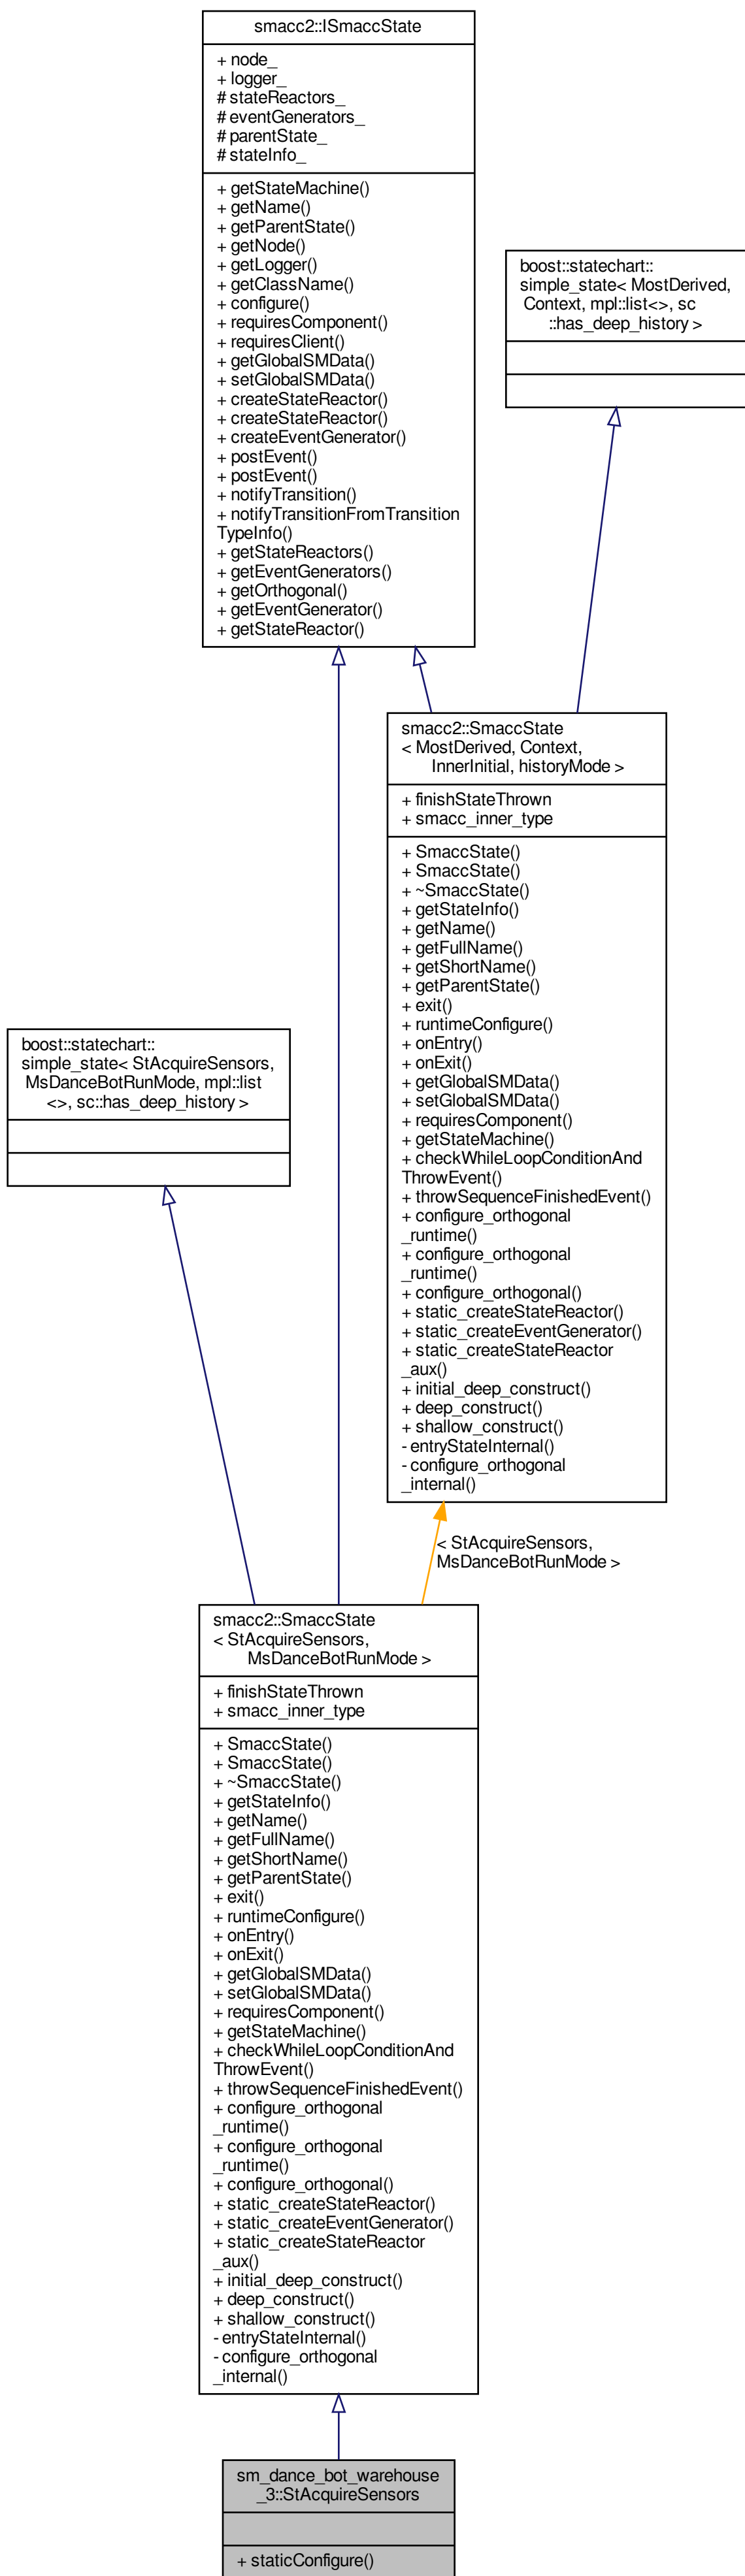 smacc2::ISmaccState
+ node_
+ logger_
# stateReactors_
# eventGenerators_
# parentState_
# stateInfo_
+ getStateMachine()
+ getName()
+ getParentState()
+ getNode()
+ getLogger()
+ getClassName()
+ configure()
+ requiresComponent()
+ requiresClient()
+ getGlobalSMData()
+ setGlobalSMData()
+ createStateReactor()
+ createStateReactor()
+ createEventGenerator()
+ postEvent()
+ postEvent()
+ notifyTransition()
+ notifyTransitionFromTransition
TypeInfo()
+ getStateReactors()
+ getEventGenerators()
+ getOrthogonal()
+ getEventGenerator()
+ getStateReactor()
boost::statechart::
simple_state< MostDerived,
Context, mpl::list<>, sc
::has_deep_history >
smacc2::SmaccState
< MostDerived, Context,
InnerInitial, historyMode >
+ finishStateThrown
+ smacc_inner_type
+ SmaccState()
+ SmaccState()
+ ~SmaccState()
+ getStateInfo()
+ getName()
+ getFullName()
+ getShortName()
+ getParentState()
+ exit()
+ runtimeConfigure()
+ onEntry()
+ onExit()
+ getGlobalSMData()
+ setGlobalSMData()
+ requiresComponent()
+ getStateMachine()
+ checkWhileLoopConditionAnd
ThrowEvent()
+ throwSequenceFinishedEvent()
+ configure_orthogonal
_runtime()
+ configure_orthogonal
_runtime()
+ configure_orthogonal()
+ static_createStateReactor()
+ static_createEventGenerator()
+ static_createStateReactor
_aux()
+ initial_deep_construct()
+ deep_construct()
+ shallow_construct()
- entryStateInternal()
- configure_orthogonal
_internal()
boost::statechart::
simple_state< StAcquireSensors,
MsDanceBotRunMode, mpl::list
<>, sc::has_deep_history >
< StAcquireSensors,
MsDanceBotRunMode >
smacc2::SmaccState
< StAcquireSensors,
MsDanceBotRunMode >
+ finishStateThrown
+ smacc_inner_type
+ SmaccState()
+ SmaccState()
+ ~SmaccState()
+ getStateInfo()
+ getName()
+ getFullName()
+ getShortName()
+ getParentState()
+ exit()
+ runtimeConfigure()
+ onEntry()
+ onExit()
+ getGlobalSMData()
+ setGlobalSMData()
+ requiresComponent()
+ getStateMachine()
+ checkWhileLoopConditionAnd
ThrowEvent()
+ throwSequenceFinishedEvent()
+ configure_orthogonal
_runtime()
+ configure_orthogonal
_runtime()
+ configure_orthogonal()
+ static_createStateReactor()
+ static_createEventGenerator()
+ static_createStateReactor
_aux()
+ initial_deep_construct()
+ deep_construct()
+ shallow_construct()
- entryStateInternal()
- configure_orthogonal
_internal()
sm_dance_bot_warehouse
_3::StAcquireSensors
+ staticConfigure()